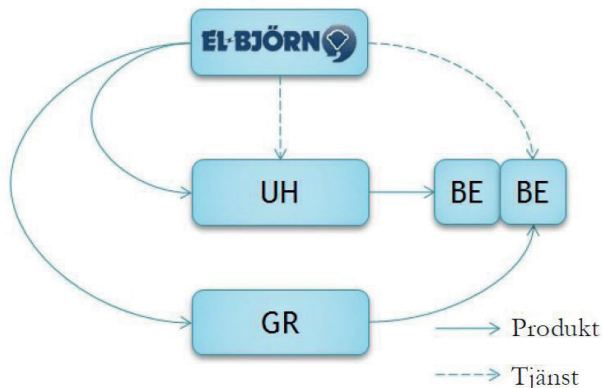 EL-BJÖRN
UH
BE BE
GR
Produkt
Tjänst